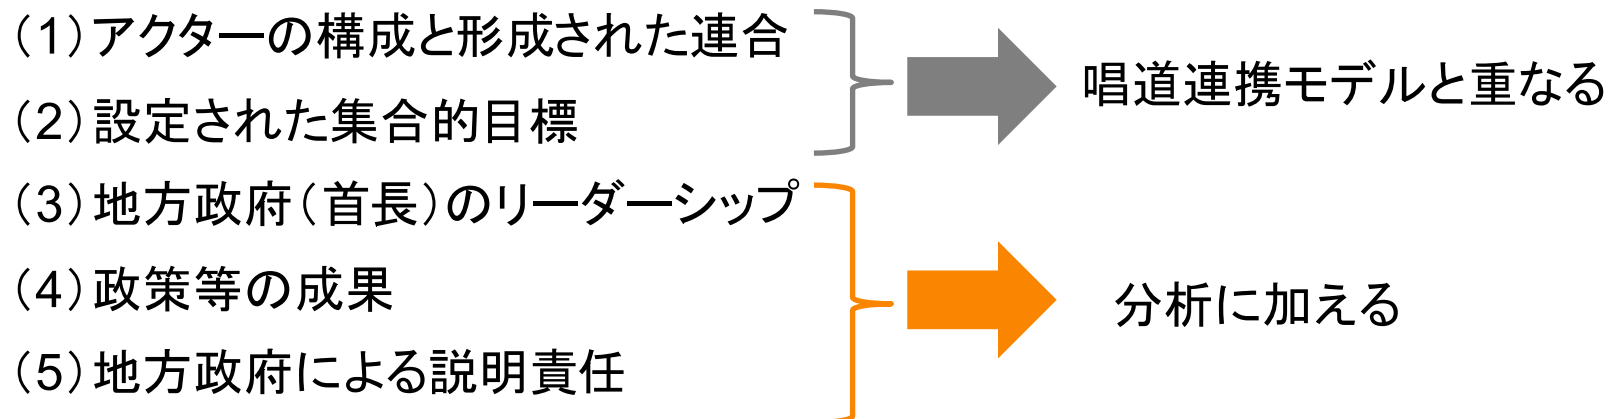 （1）アクターの構成と形成された連合
（2）設定された集合的目標
唱道連携モデルと重なる
（3）地方政府（首長）のリーダーシップ
（4）政策等の成果
（5）地方政府による説明責任
分析に加える